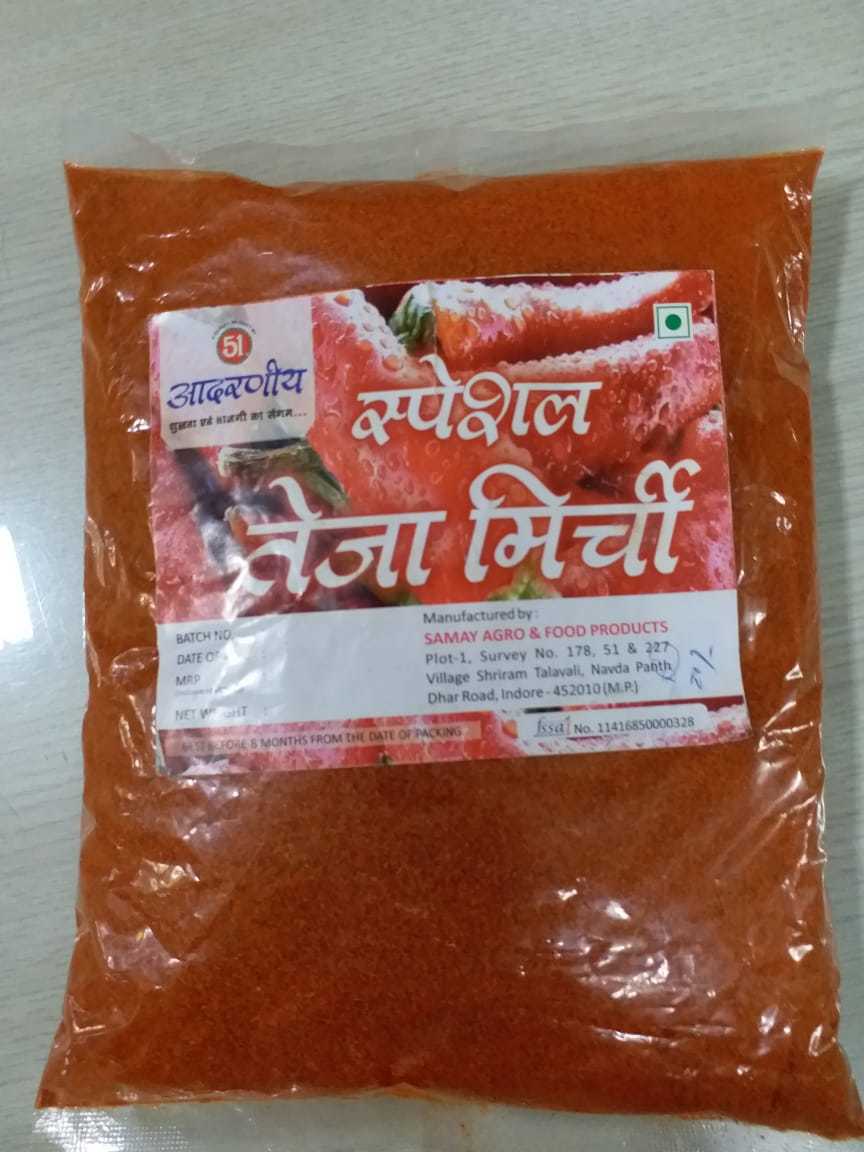 51
आदरणीय
एवं ताजगी का संगम...
स्पेशल
तेजा मिर्ची
BATCH NO.
DATE OF
MRP
NET WEIGHT :
BEST BEFORE 8 MONTHS FROM THE DATE OF PACKING
Manufactured by :
SAMAY AGRO & FOOD PRODUCTS
Plot-1, Survey No. 178, 51 & 227
Village Shriram Talavali, Navda Panth
Dhar Road, Indore - 452010 (M.P.)
fssai No. 11416850000328